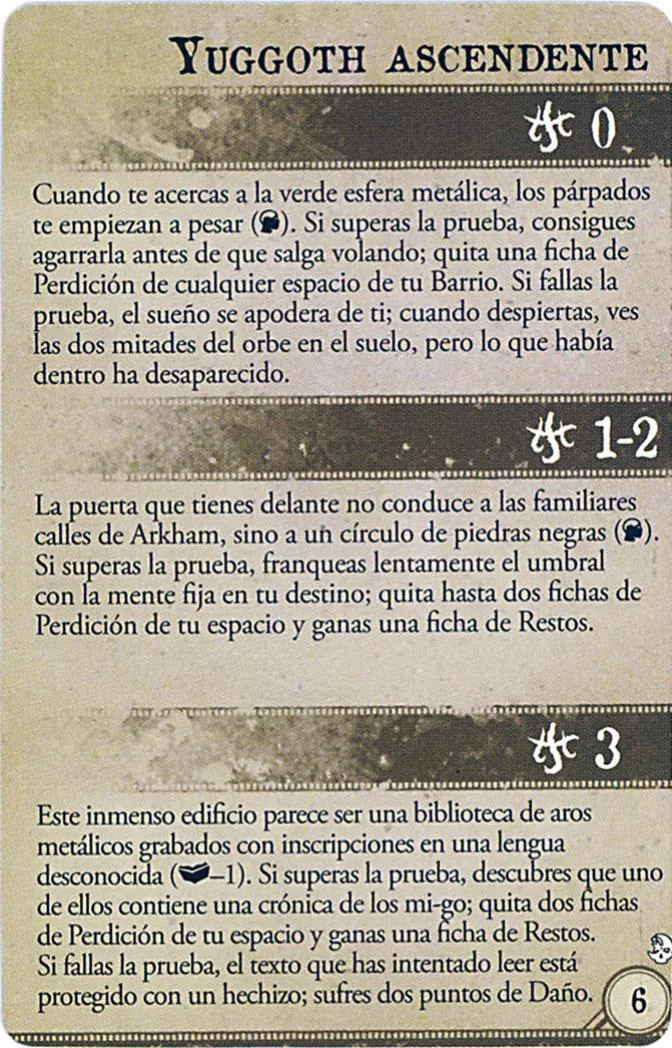 Yuggoth ascendente
0
Cuando te acercas a la verde esfera metálica, los párpados
te empiezan a pesar (). Si superas la prueba, consigues
agarrarla antes de que salga volando; quita una ficha de
Perdición de cualquier espacio de tu Barrio. Si fallas la
prueba, el sueño se apodera de ti; cuando despiertas, ves
las dos mitades del orbe en el suelo, pero lo que había
dentro ha desaparecido.
1-2
La puerta que tienes delante no conduce a las familiares
calles de Arkham, sino a un círculo de piedras negras ().
Si superas la prueba, franqueas lentamente el umbral
con la mente fija en tu destino; quita hasta dos fichas de
Perdición de tu espacio y ganas una ficha de Restos.
3
Este inmenso edificio parece ser una biblioteca de aros
metálicos grabados con inscripciones en una lengua
desconocida (–1). Si superas la prueba, descubres que uno
de ellos contiene una crónica de los mi-go; quita dos fichas
de Perdición de tu espacio y ganas una ficha de Restos.
Si fallas la prueba, el texto que has intentado leer está
protegido con un hechizo; sufres dos puntos de Daño.
6